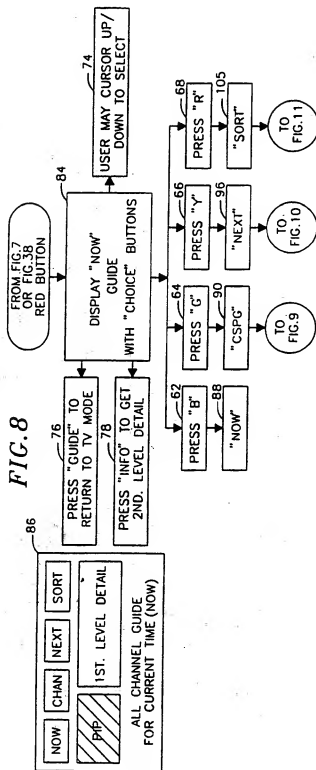 FIG. 8
FROM FIG.7
OR FIG.38
RED BUTTON
84
DISPLAY "NOW"
GUIDE
WITH "CHOICE" BUTTONS
74
USER MAY CURSOR UP/
DOWN TO SELECT
76
PRESS "GUIDE" TO
RETURN TO TV MODE
78
PRESS "INFO" TO GET
2ND. LEVEL DETAIL
86
NOW
CHAN
NEXT
SORT
PIP
1ST. LEVEL DETAIL
ALL CHANNEL GUIDE
FOR CURRENT TIME (NOW)
62
PRESS "B"
88
"NOW"
64
PRESS "G"
90
"CSPG"
TO
FIG.9
66
PRESS "Y"
96
"NEXT"
TO
FIG.10
68
PRESS "R"
105
"SORT"
TO
FIG.11